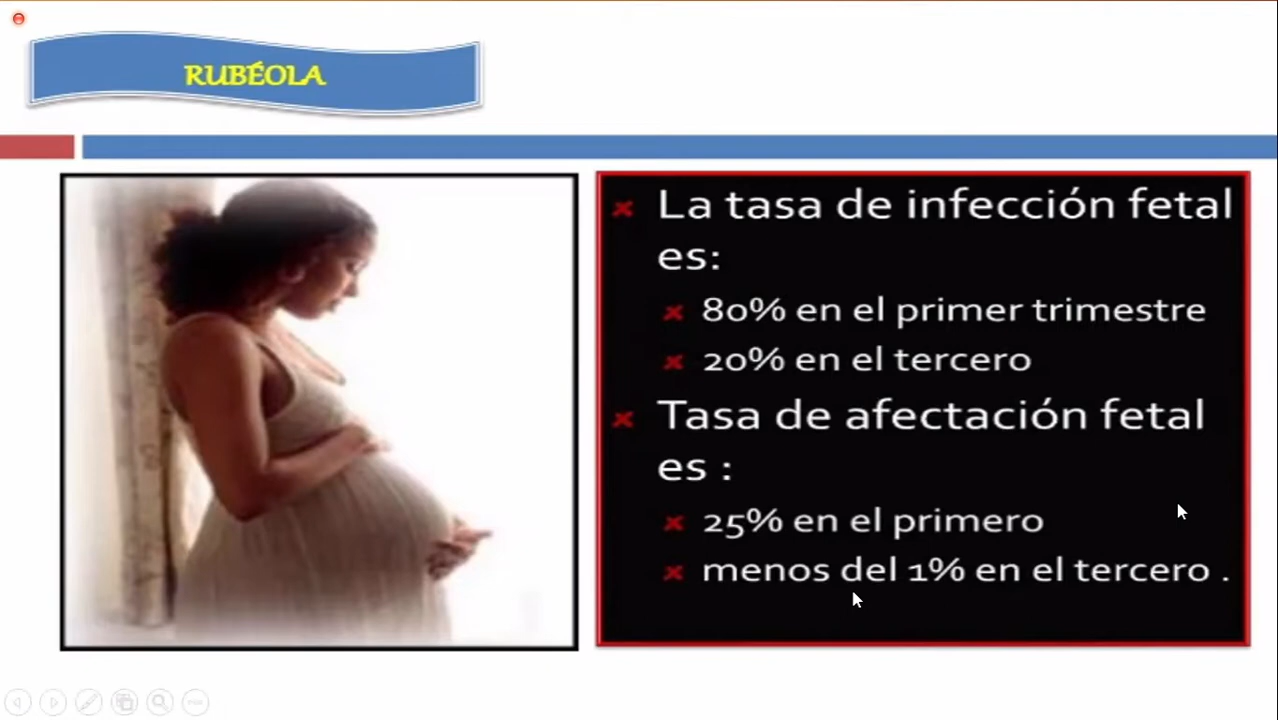 RUBÉOLA
La tasa de infección fetal
es:
80% en el primer trimestre
20% en el tercero
Tasa de afectación fetal
es :
25% en el primero
menos del 1% en el tercero .